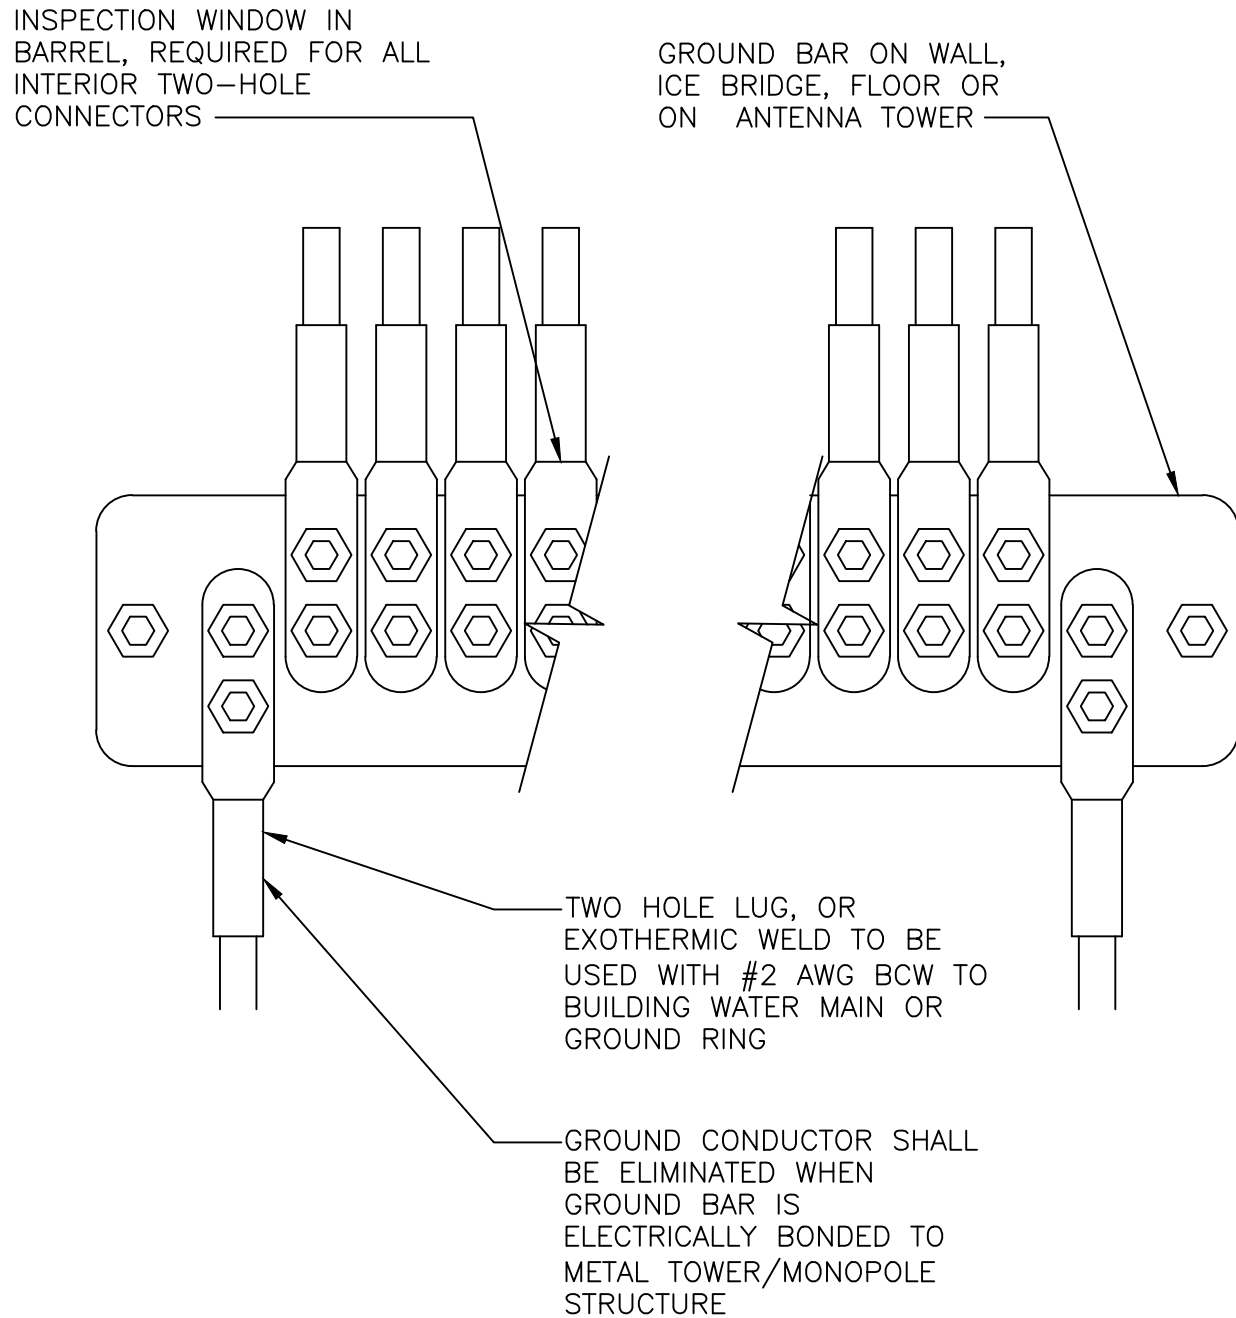 INSPECTION WINDOW IN
BARREL, REQUIRED FOR ALL
INTERIOR TWO-HOLE
CONNECTORS
GROUND BAR ON WALL,
ICE BRIDGE, FLOOR OR
ON ANTENNA TOWER
TWO HOLE LUG, OR
EXOTHERMIC WELD TO BE
USED WITH #2 AWG BCW TO
BUILDING WATER MAIN OR
GROUND RING
GROUND CONDUCTOR SHALL
BE ELIMINATED WHEN
GROUND BAR IS
ELECTRICALLY BONDED TO
METAL TOWER/MONOPOLE
STRUCTURE